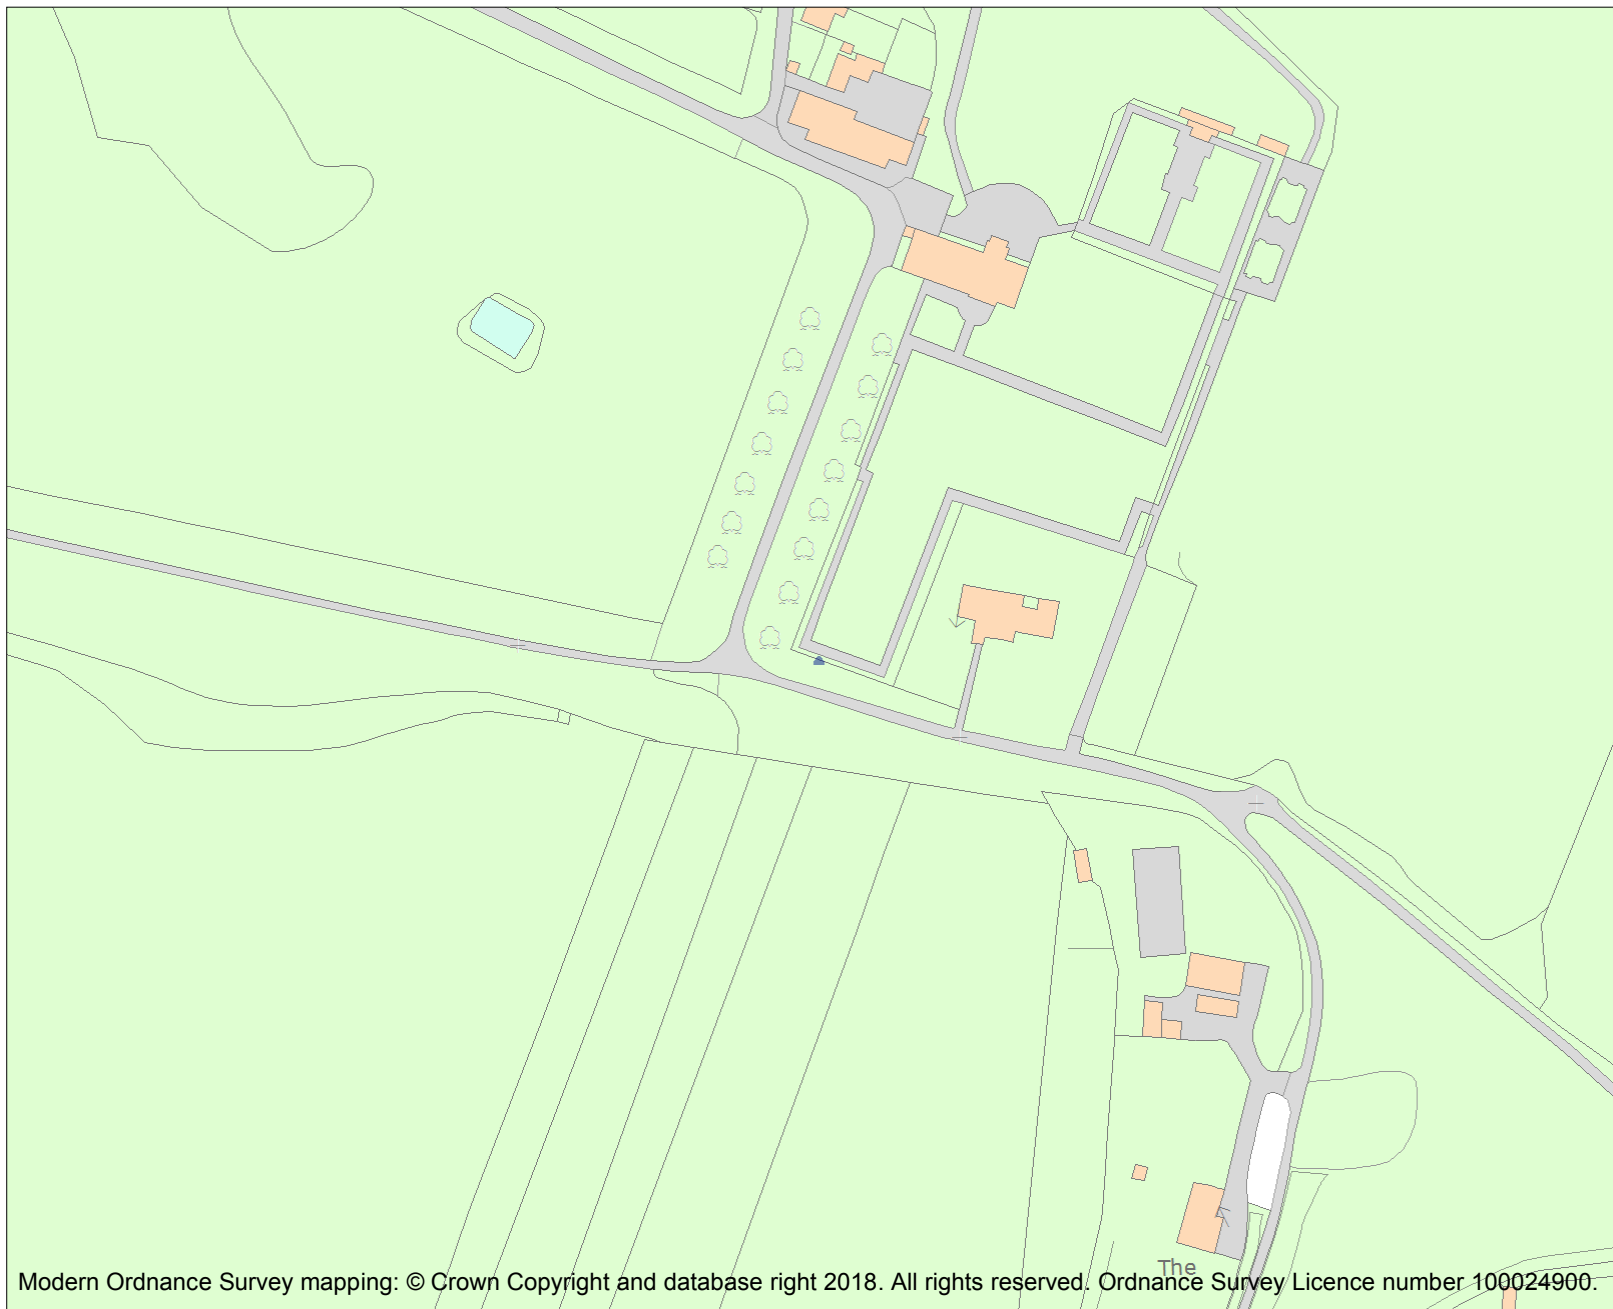 The
Modern Ordnance Survey mapping: © Crown Copyright and database right 2018. All rights reserved. Ordnance Survey Licence number 100024900.